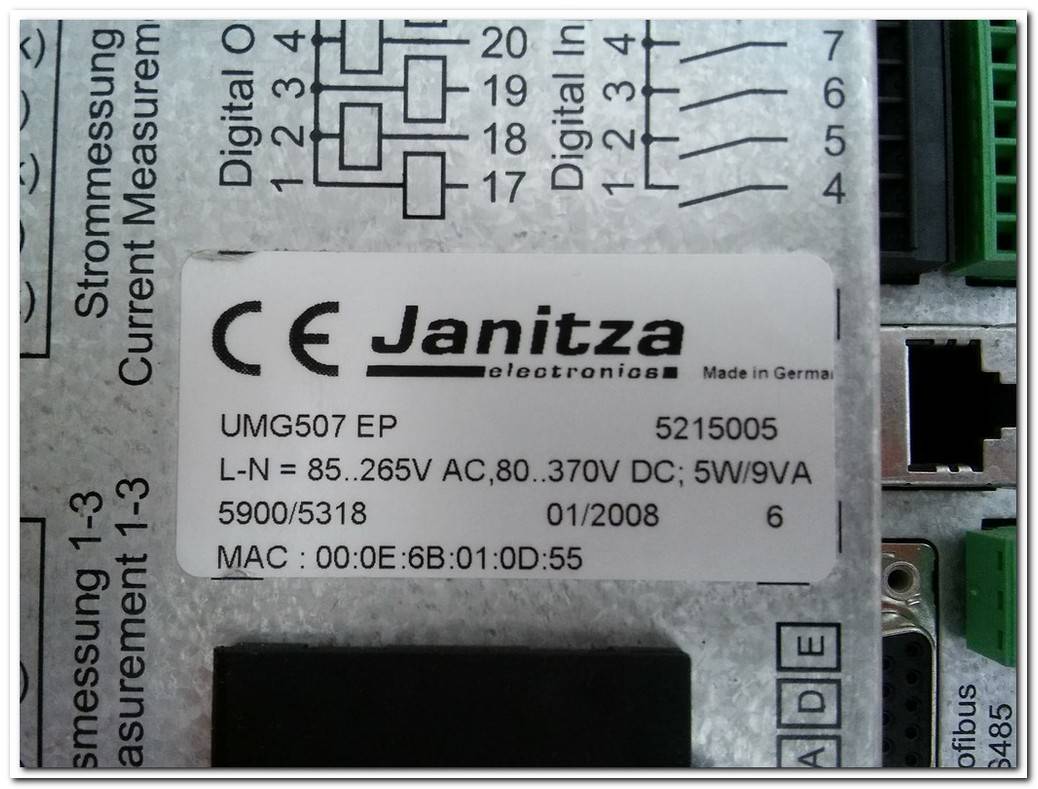 Strommessung
Current Measurem
Digital O
4
3
2
1
20
19
18
17
Digital In
4
3
2
1
7
6
5
4
CE
Janitza
electronics
Made in Germa
UMG507 EP 5215005
L-N = 85..265V AC,80..370V DC; 5W/9VA
5900/5318 01/2008 6
MAC : 00:0E:6B:01:0D:55
smessung 1-3
asurement 1-3
E
D
A
ofibus
S485